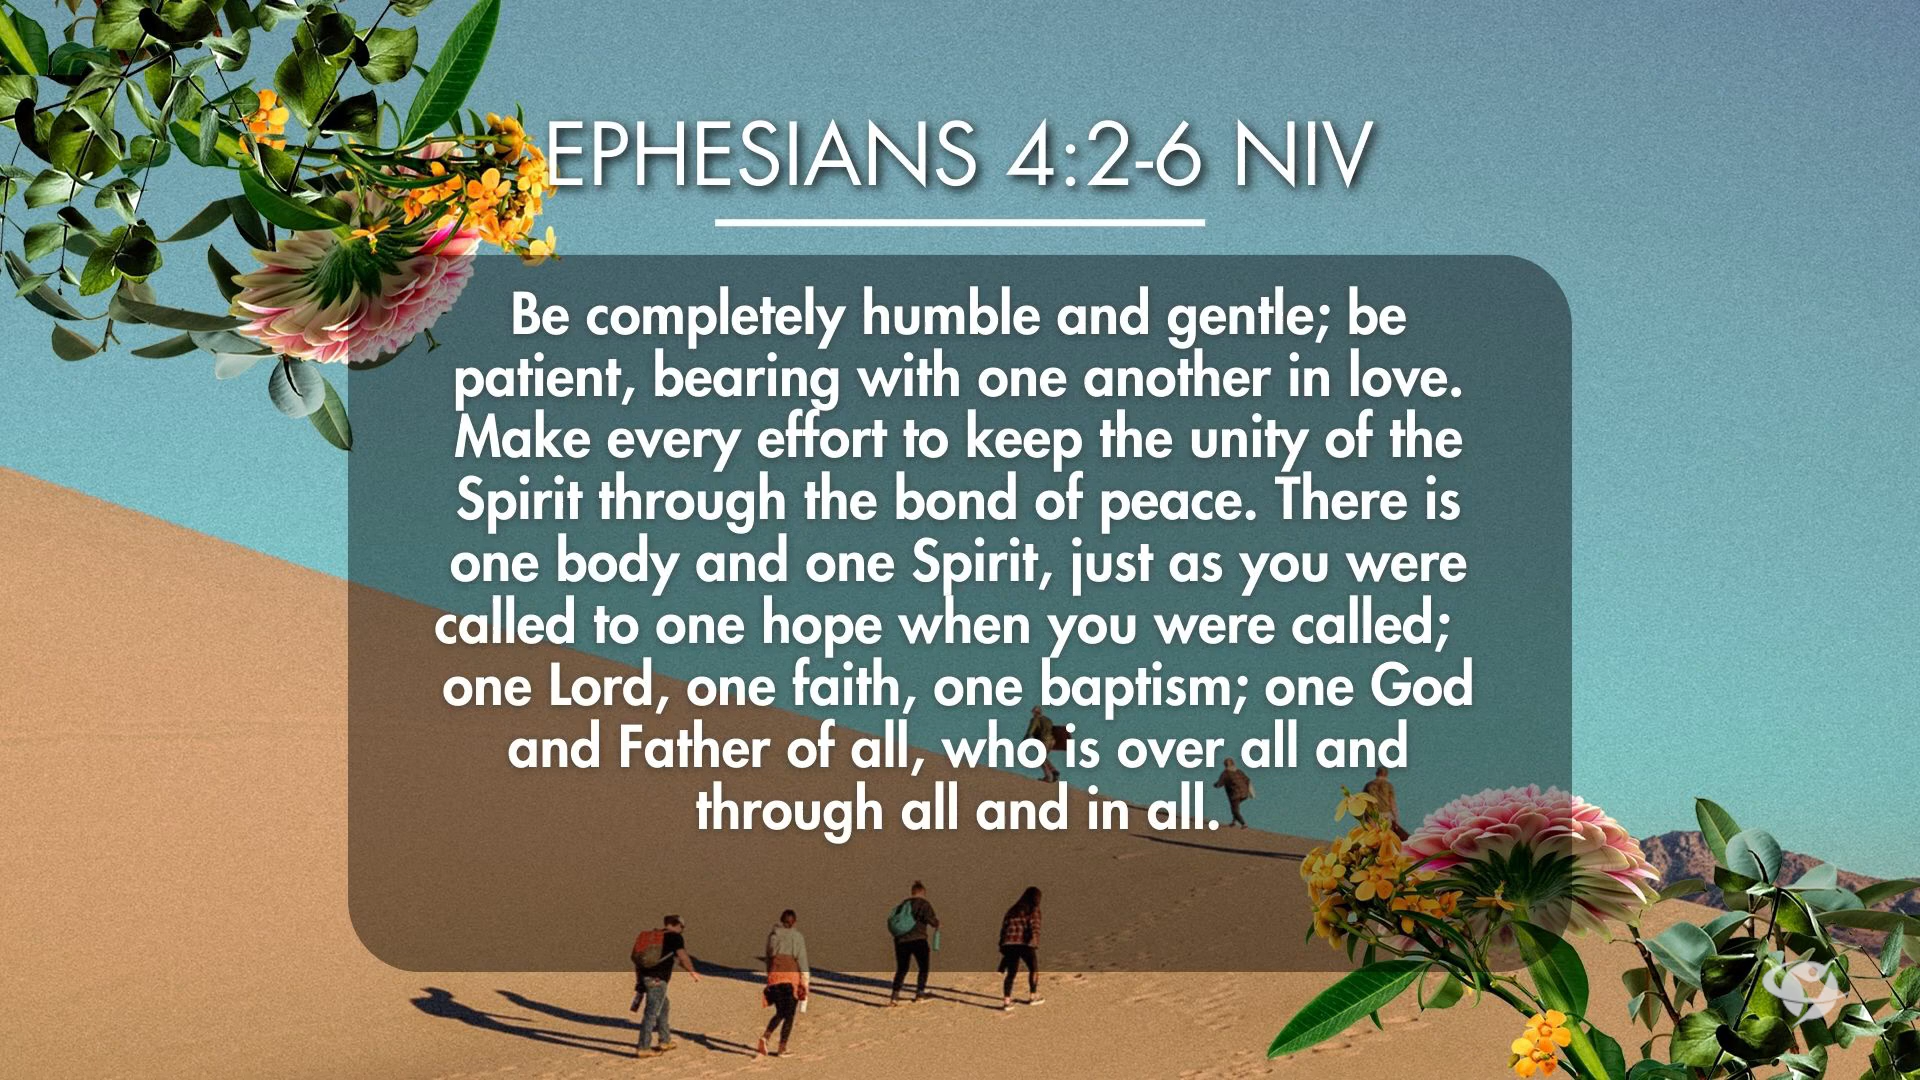 EPHESIANS 4:2-6 NIV
Be completely humble and gentle; be
patient, bearing with one another in love.
Make every effort to keep the unity of the
Spirit through the bond of peace. There is
one body and one Spirit, just as you were
called to one hope when you were called;
one Lord, one faith, one baptism; one God
and Father of all, who is over all and
through all and in all.